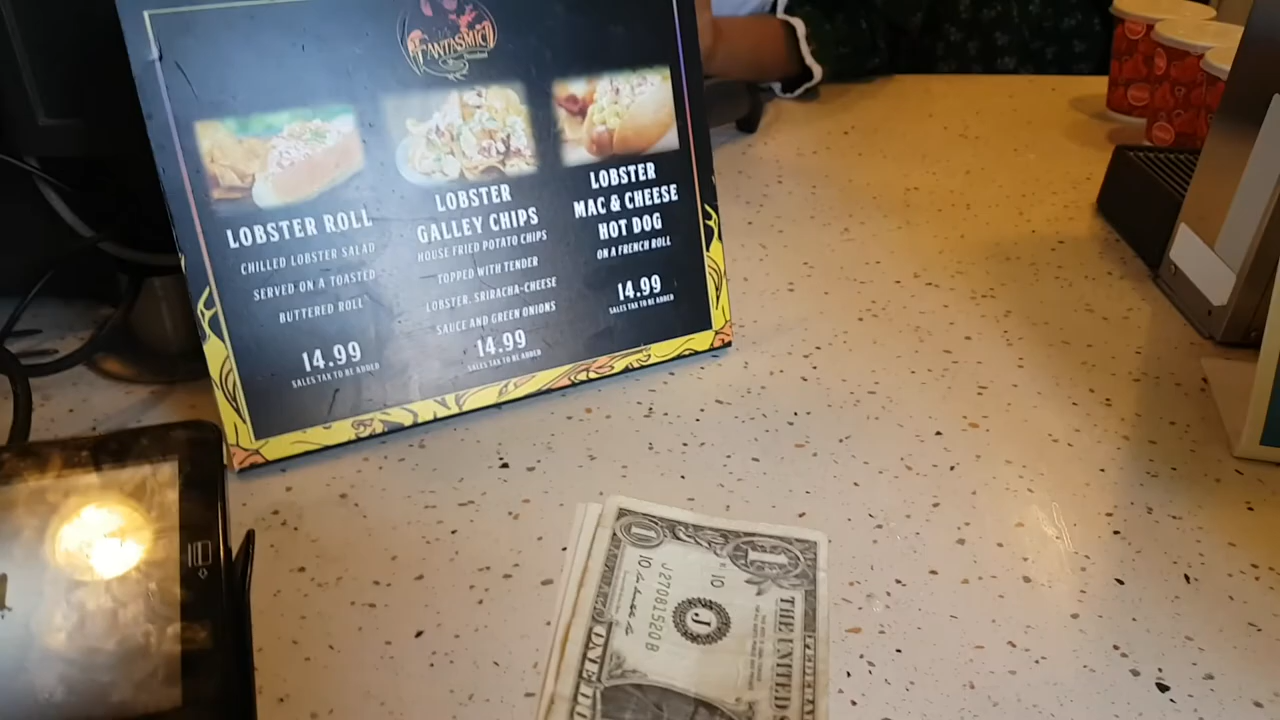 FANTASMIC!
LOBSTER ROLL
CHILLED LOBSTER SALAD
SERVED ON A TOASTED
BUTTERED ROLL
14.99
SALES TAX TO BE ADDED
LOBSTER
GALLEY CHIPS
HOUSE FRIED POTATO CHIPS
TOPPED WITH TENDER
LOBSTER, SRIRACHA-CHEESE
SAUCE AND GREEN ONIONS
14.99
SALES TAX TO BE ADDED
LOBSTER
MAC & CHEESE
HOT DOG
ON A FRENCH ROLL
14.99
SALES TAX TO BE ADDED
1
1
10
10
J27081520B
J
THE UNITED S